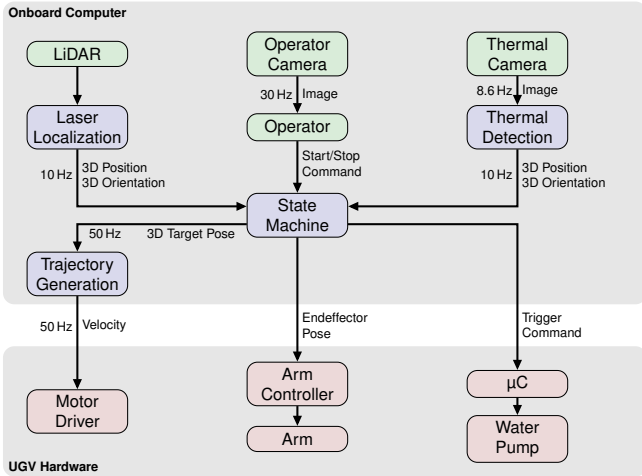 Onboard Computer
LiDAR
Operator
Camera
Thermal
Camera
30 Hz Image
8.6 Hz Image
Laser
Localization
Operator
Thermal
Detection
10 Hz
3D Position
3D Orientation
Start/Stop
Command
10 Hz
3D Position
3D Orientation
State
Machine
50 Hz 3D Target Pose
Trajectory
Generation
50 Hz Velocity
Endeffector
Pose
Trigger
Command
Motor
Driver
Arm
Controller
Arm
µC
Water
Pump
UGV Hardware